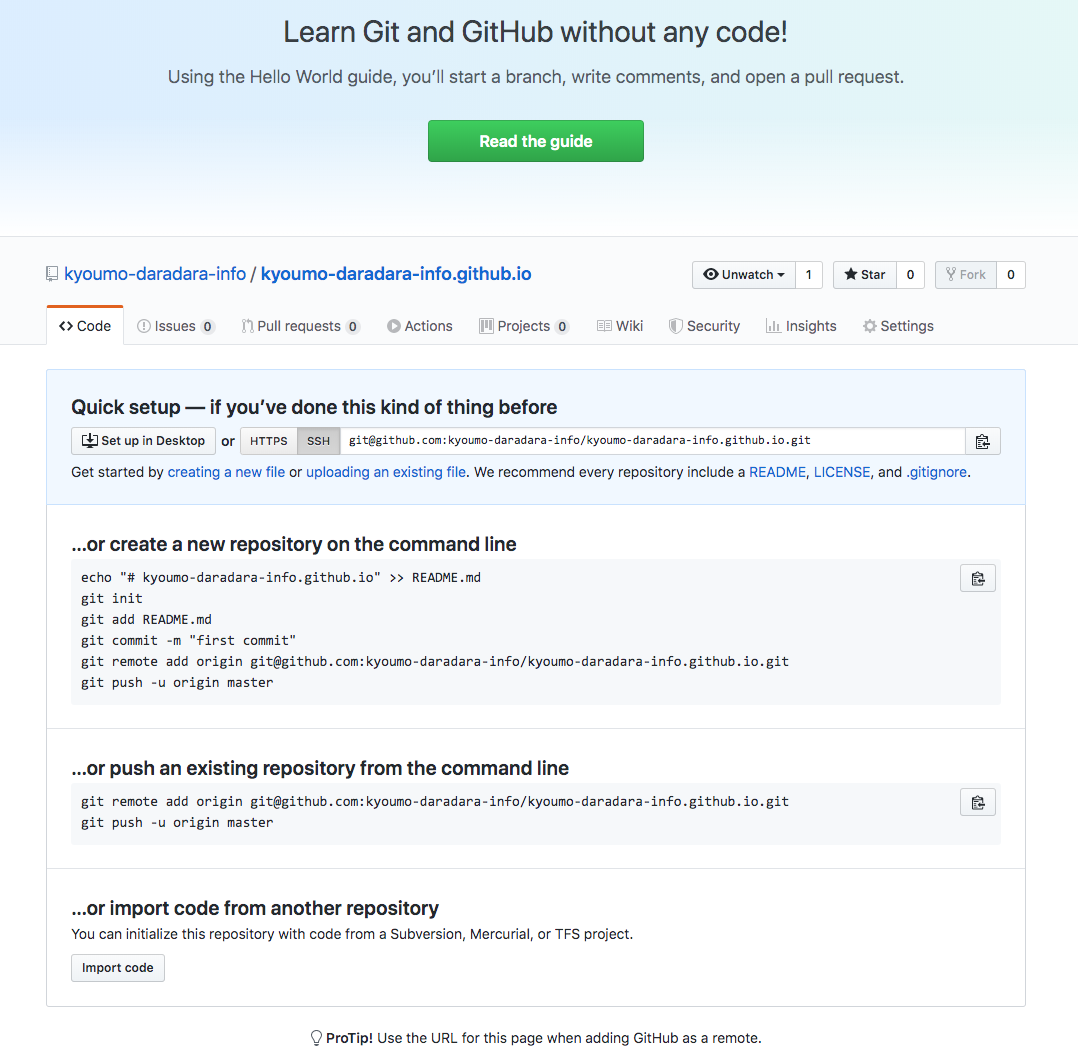 Learn Git and GitHub without any code!
Using the Hello World guide, you’ll start a branch, write comments, and open a pull request.
Read the guide
kyoumo-daradara-info / kyoumo-daradara-info.github.io
Unwatch 1 Star 0 Fork 0
Code Issues 0 Pull requests 0 Actions Projects 0 Wiki Security Insights Settings
Quick setup — if you’ve done this kind of thing before
Set up in Desktop or HTTPS SSH git@github.com:kyoumo-daradara-info/kyoumo-daradara-info.github.io.git
Get started by creating a new file or uploading an existing file. We recommend every repository include a README, LICENSE, and .gitignore.
…or create a new repository on the command line
echo "# kyoumo-daradara-info.github.io" >> README.md
git init
git add README.md
git commit -m "first commit"
git remote add origin git@github.com:kyoumo-daradara-info/kyoumo-daradara-info.github.io.git
git push -u origin master
…or push an existing repository from the command line
git remote add origin git@github.com:kyoumo-daradara-info/kyoumo-daradara-info.github.io.git
git push -u origin master
…or import code from another repository
You can initialize this repository with code from a Subversion, Mercurial, or TFS project.
Import code
ProTip! Use the URL for this page when adding GitHub as a remote.